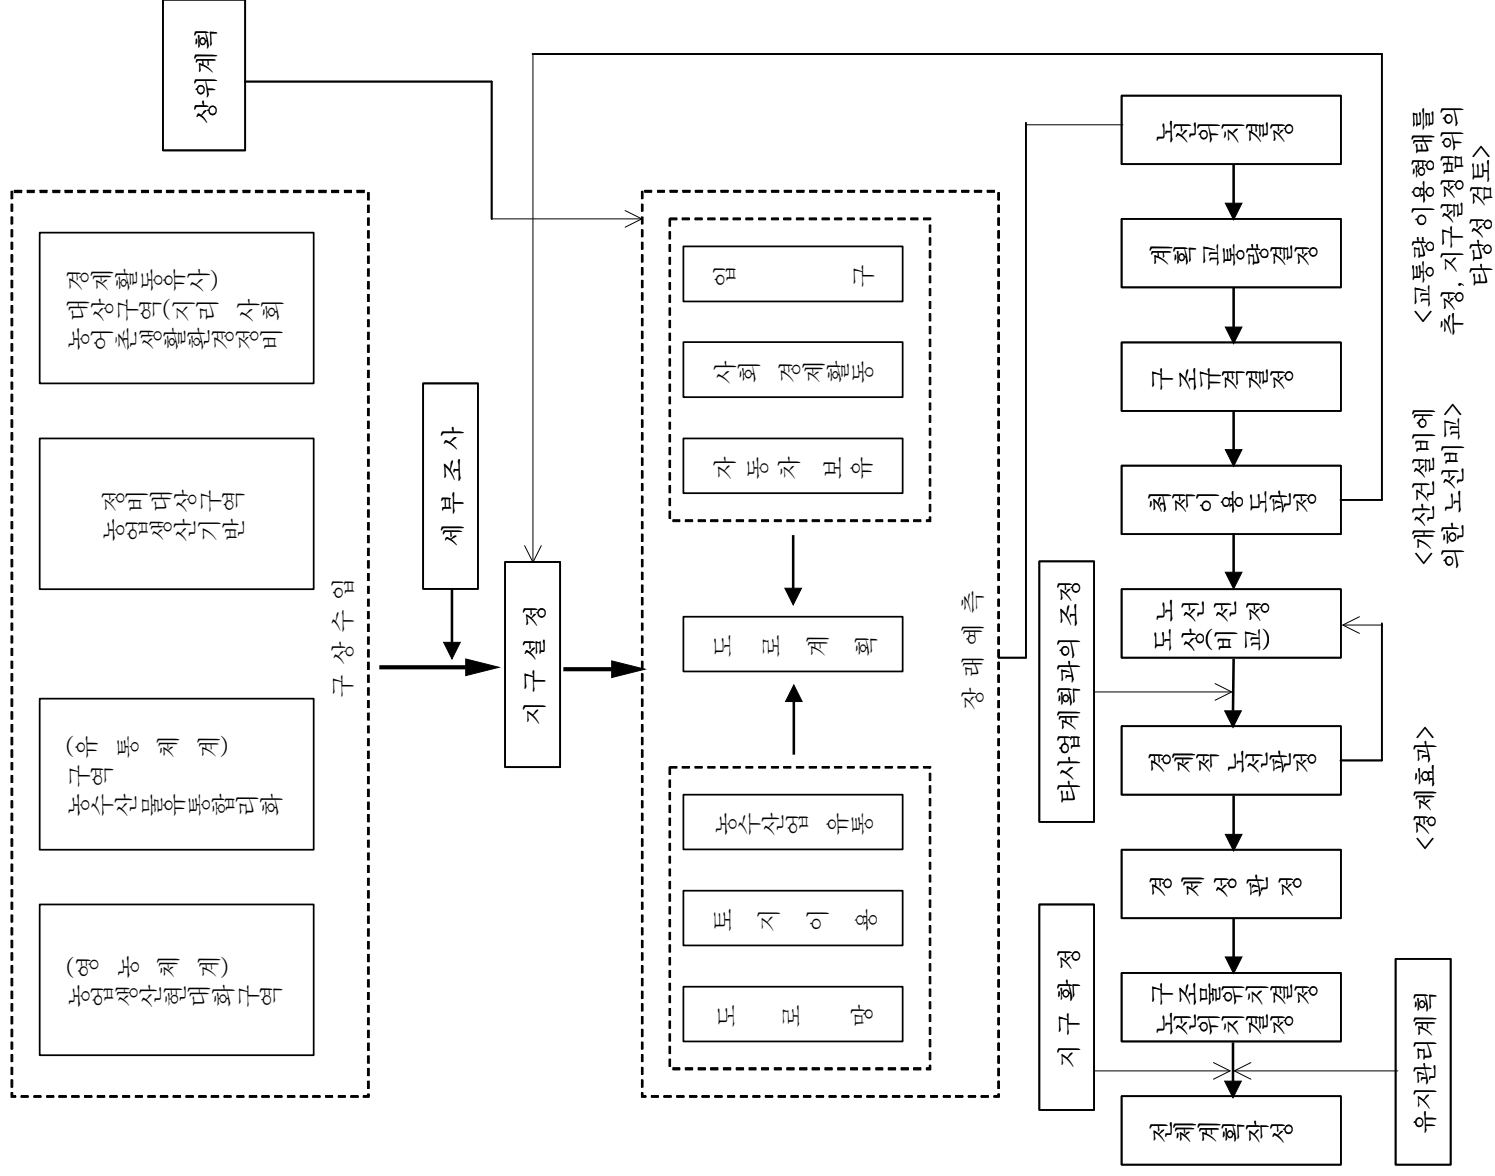 상위계획
농어촌생활환경정비
대상구역(지리 사회
경제활동유사)
농업생산기반
정비대상구역
농수산물유통합리화
구역
(유 통 체 계)
농업생산현대화구역
(영 농 체 계)
구 상 수 입
세 부 조 사
지 구 설 정
입 구
사회 경제활동
자 동 차 보 유
도 로 계 획
농수산업 유통
토 지 이 용
도 로 망
장 래 예 측
노선위치결정
계획교통량결정
구조규격결정
최적이용도판정
도상(비교)
노선선정
경제적 노선판정
경 제 성 판 정
노선위치결정
구조물위치결정
전체계획작성
타사업계획과의 조정
지 구 확 정
유지관리계획
<교통량 이용형태를
추정, 지구설정범위의
타당성 검토>
<개산건설비에
의한 노선비교>
<경제효과>